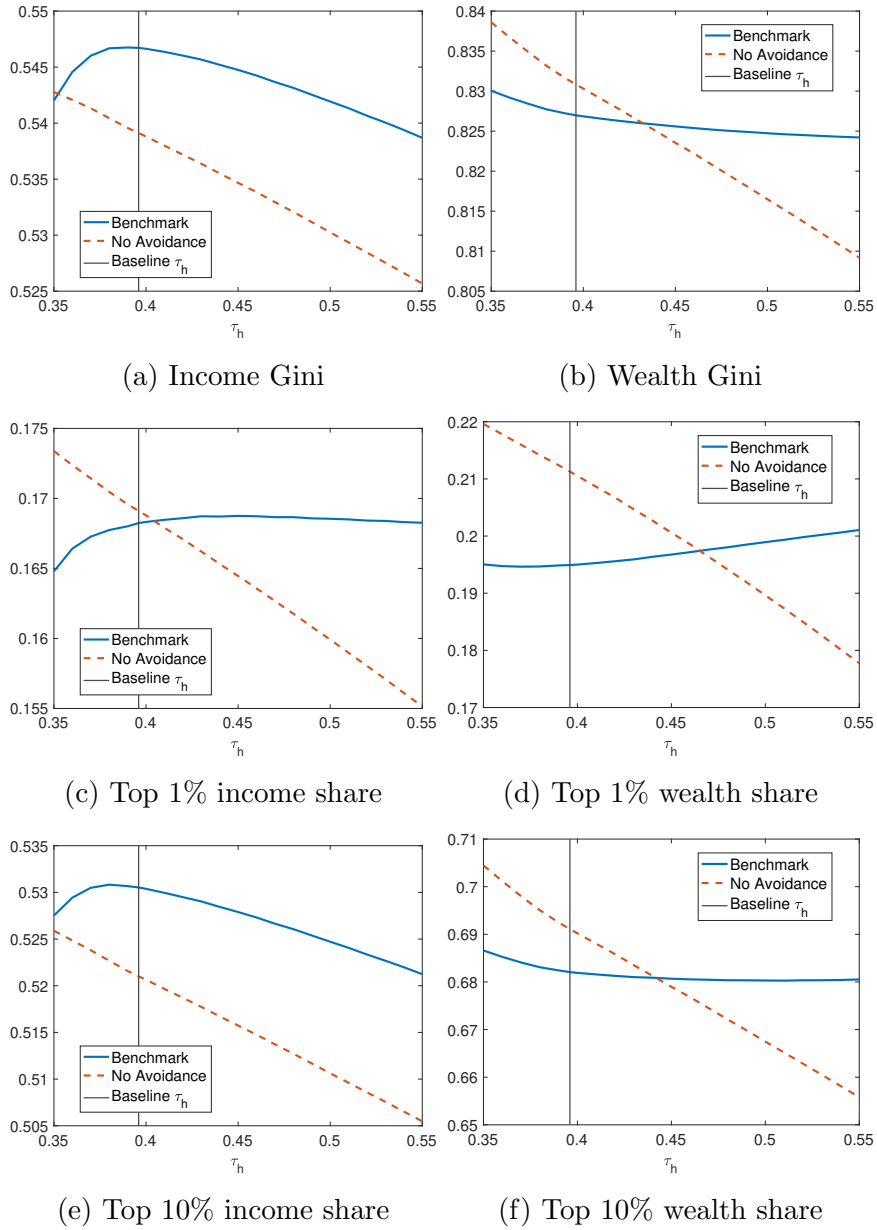 0.55
0.545
0.54
0.535
0.53
0.525
0.35 0.4 0.45 0.5 0.55
τh
Benchmark
No Avoidance
Baseline τh
(a) Income Gini
0.84
0.835
0.83
0.825
0.82
0.815
0.81
0.805
0.35 0.4 0.45 0.5 0.55
τh
Benchmark
No Avoidance
Baseline τh
(b) Wealth Gini
0.175
0.17
0.165
0.16
0.155
0.35 0.4 0.45 0.5 0.55
τh
Benchmark
No Avoidance
Baseline τh
(c) Top 1% income share
0.22
0.21
0.2
0.19
0.18
0.17
0.35 0.4 0.45 0.5 0.55
τh
Benchmark
No Avoidance
Baseline τh
(d) Top 1% wealth share
0.535
0.53
0.525
0.52
0.515
0.51
0.505
0.35 0.4 0.45 0.5 0.55
τh
Benchmark
No Avoidance
Baseline τh
(e) Top 10% income share
0.71
0.7
0.69
0.68
0.67
0.66
0.65
0.35 0.4 0.45 0.5 0.55
τh
Benchmark
No Avoidance
Baseline τh
(f) Top 10% wealth share